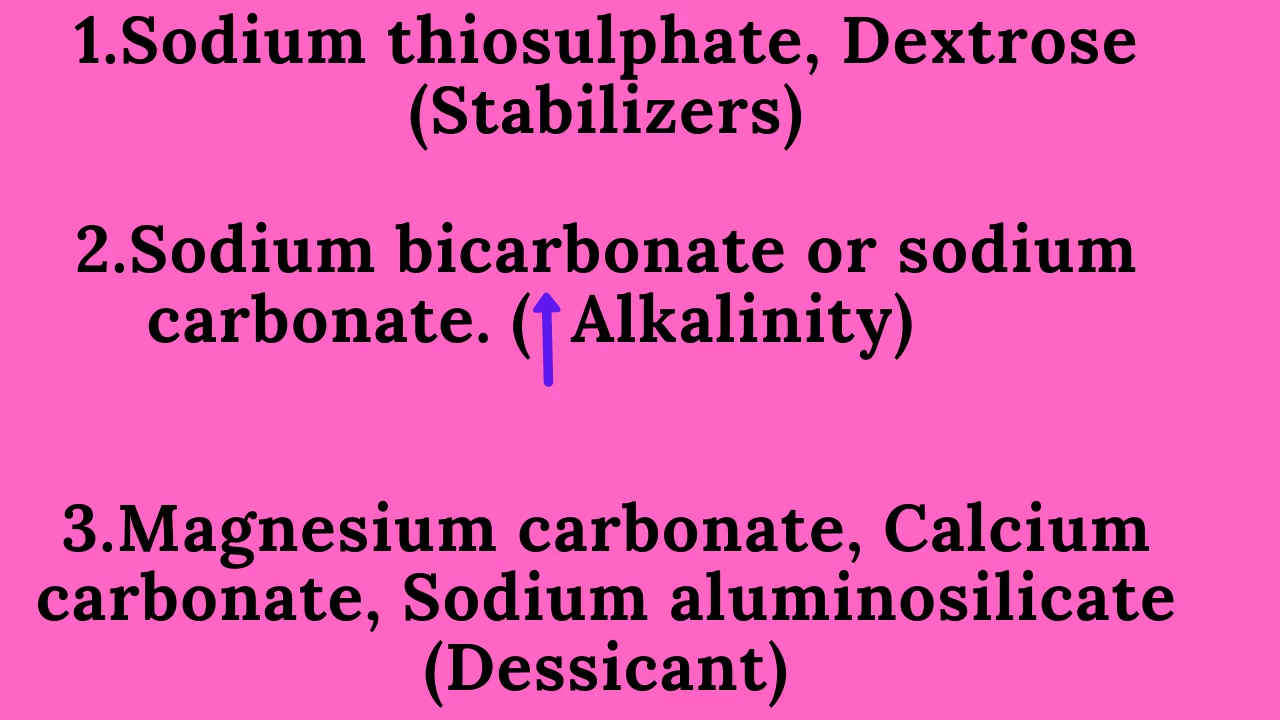 1.Sodium thiosulphate, Dextrose
(Stabilizers)
2.Sodium bicarbonate or sodium
carbonate. (↑ Alkalinity)
3.Magnesium carbonate, Calcium
carbonate, Sodium aluminosilicate
(Dessicant)